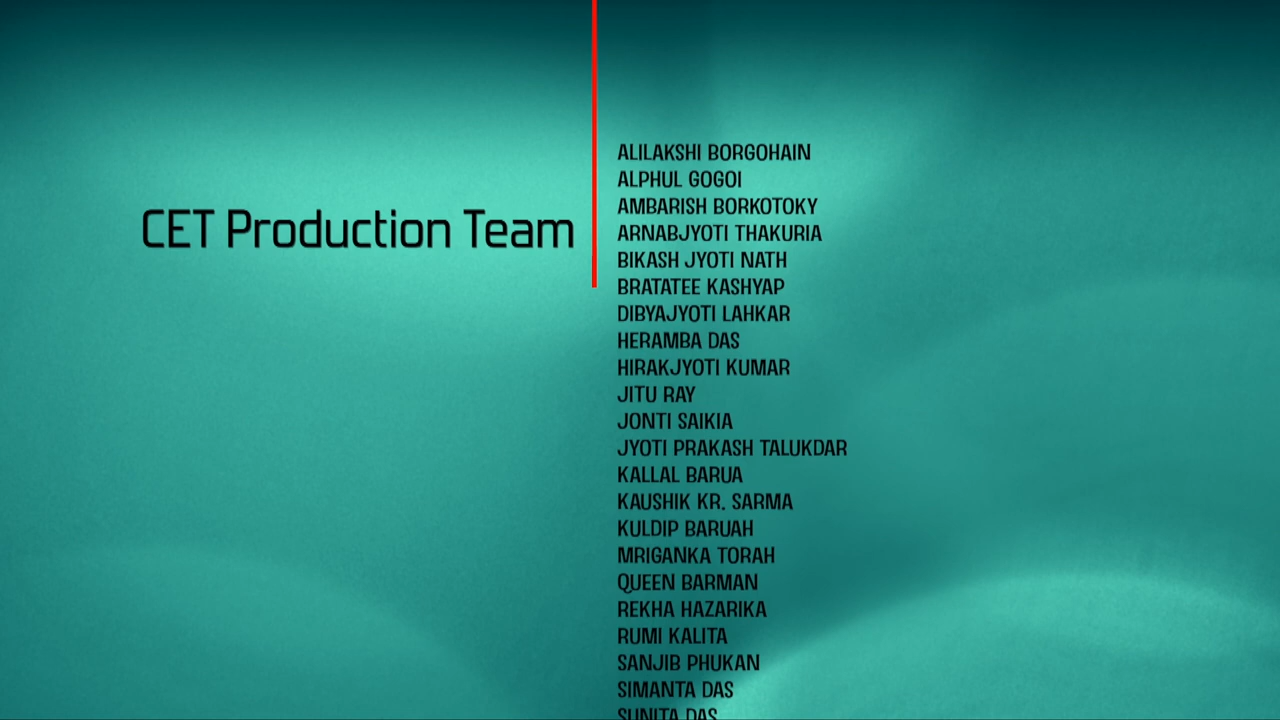 CET Production Team
ALILAKSHI BORGOHAIN
ALPHUL GOGOI
AMBARISH BORKOTOKY
ARNABJYOTI THAKURIA
BIKASH JYOTI NATH
BRATATEE KASHYAP
DIBYAJYOTI LAHKAR
HERAMBA DAS
HIRAKJYOTI KUMAR
JITU RAY
JONTI SAIKIA
JYOTI PRAKASH TALUKDAR
KALLAL BARUA
KAUSHIK KR. SARMA
KULDIP BARUAH
MRIGANKA TORAH
QUEEN BARMAN
REKHA HAZARIKA
RUMI KALITA
SANJIB PHUKAN
SIMANTA DAS
SUNITA DAS